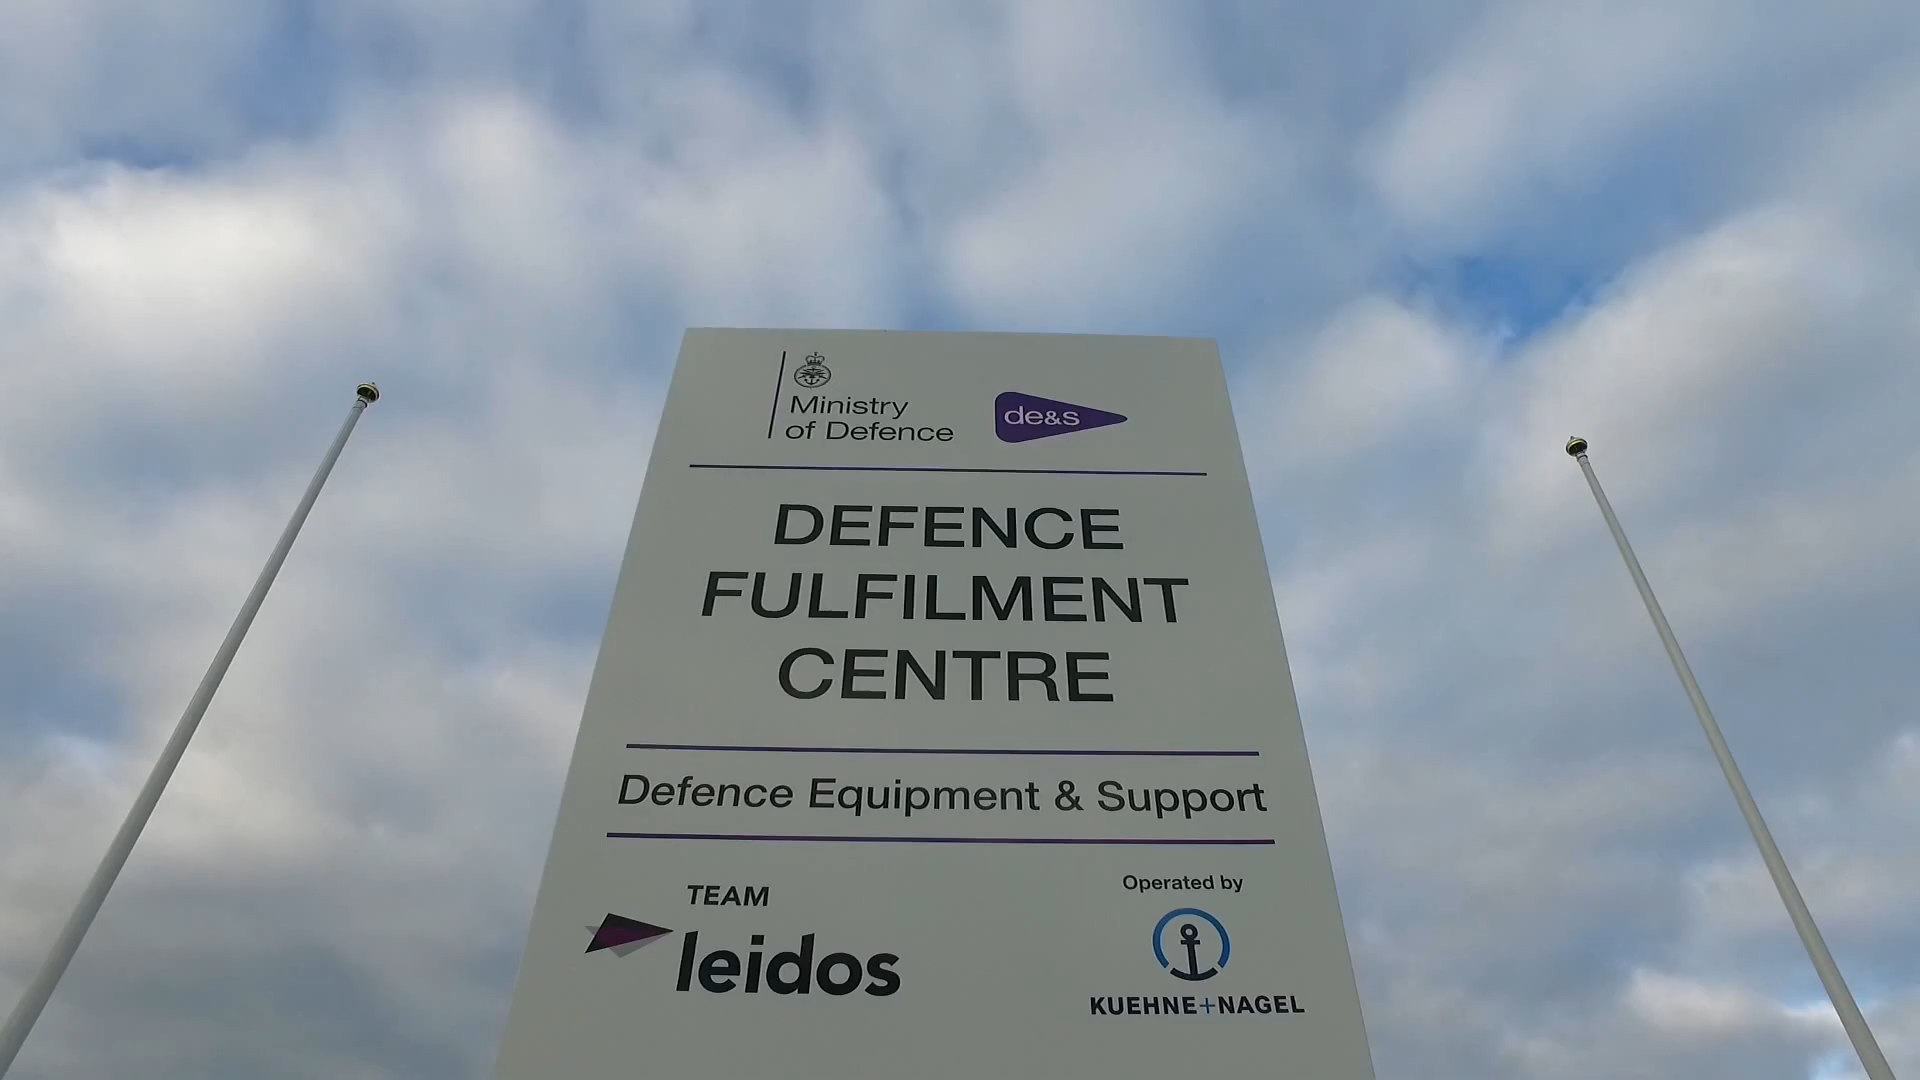 Ministry
of Defence
de&s
DEFENCE
FULFILMENT
CENTRE
Defence Equipment & Support
TEAM
leidos
Operated by
KUEHNE+NAGEL